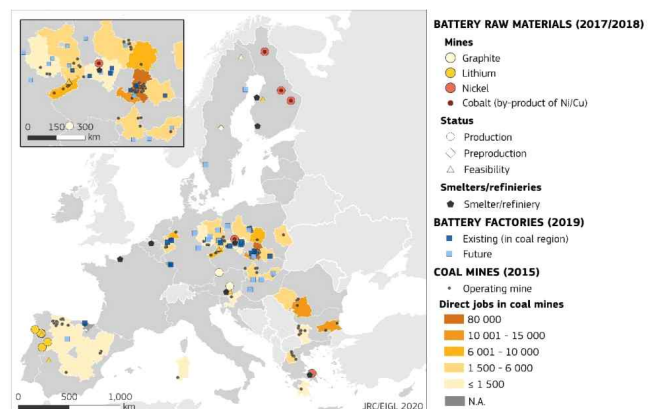 BATTERY RAW MATERIALS (2017/2018)
Mines
Graphite
Lithium
Nickel
Cobalt (by-product of Ni/Cu)
Status
Production
Preproduction
Feasibility
Smelters/refinieries
Smelter/refiniery
BATTERY FACTORIES (2019)
Existing (in coal region)
Future
COAL MINES (2015)
Operating mine
Direct jobs in coal mines
80 000
10 001 - 15 000
6 001 - 10 000
1 500 - 6 000
≤ 1 500
N.A.
0 150 300
km
0 500 1,000
km
JRC/EIGL 2020